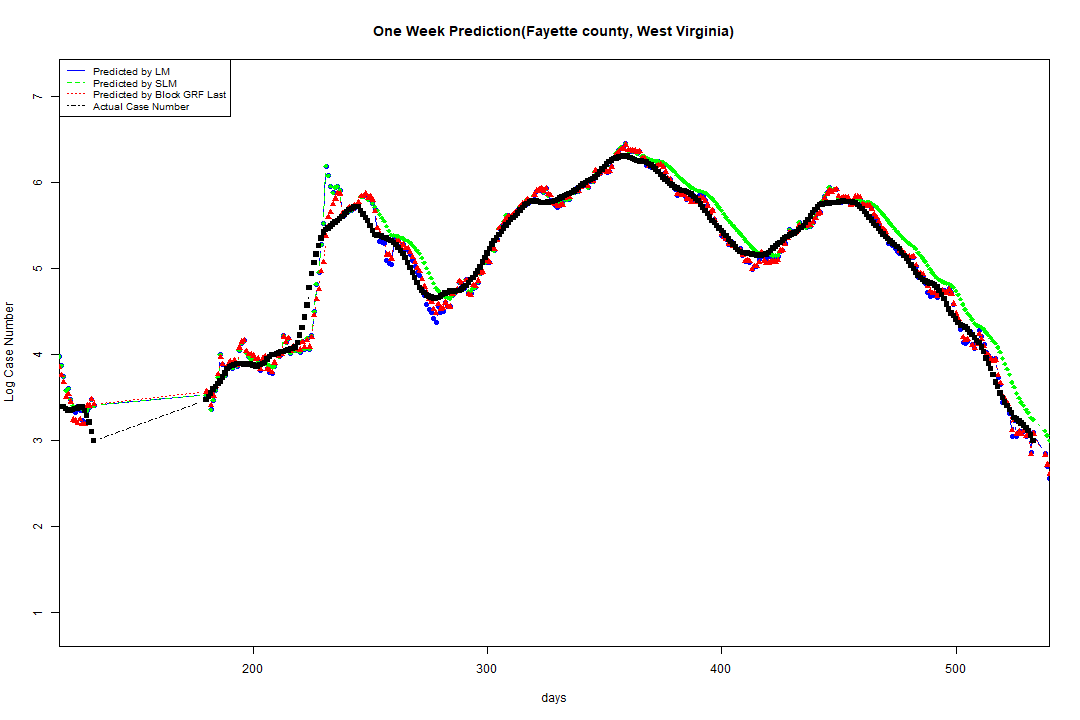 One Week Prediction(Fayette county, West Virginia)
Predicted by LM
Predicted by SLM
Predicted by Block GRF Last
Actual Case Number
7
6
5
4
3
2
1
Log Case Number
200 300 400 500
days